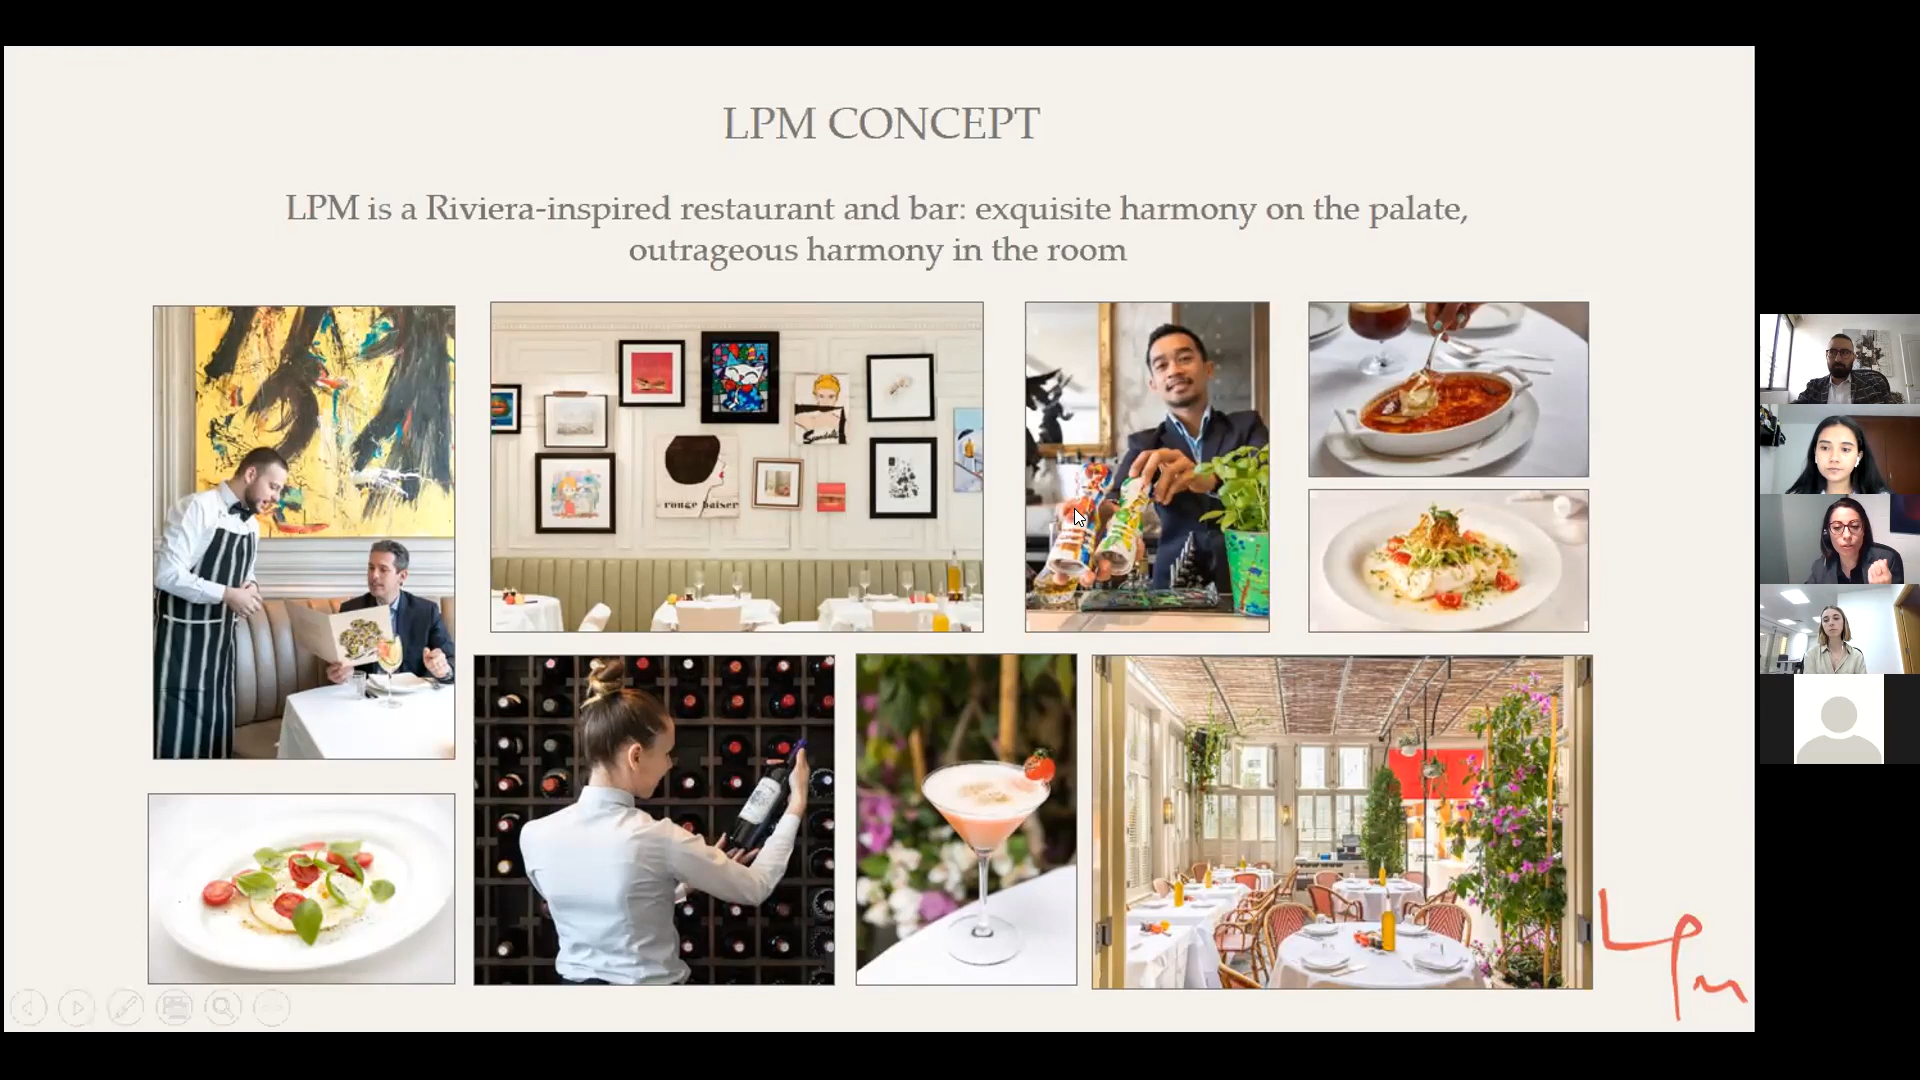 LPM CONCEPT
LPM is a Riviera-inspired restaurant and bar: exquisite harmony on the palate,
outrageous harmony in the room
rouge baiser
LPM